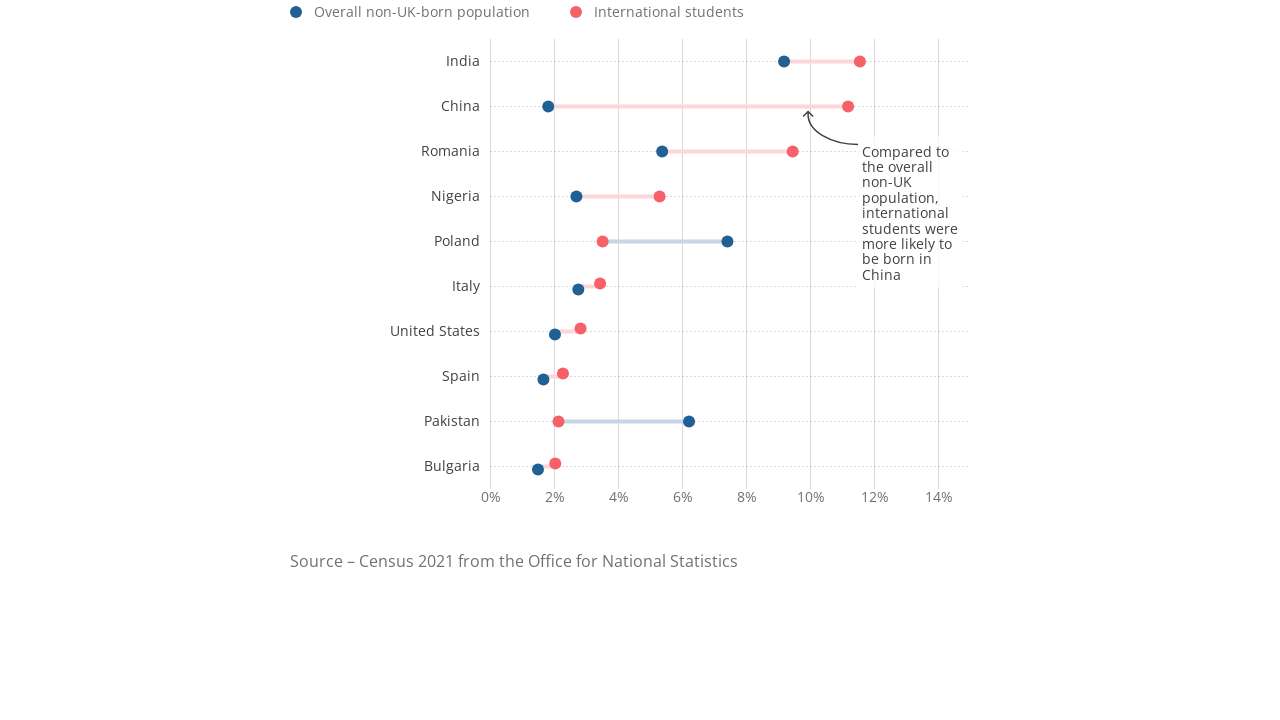 Overall non-UK-born population
International students
India
China
Romania
Compared to
the overall
non-UK
population,
international
students were
more likely to
be born in
China
Nigeria
Poland
Italy
United States
Spain
Pakistan
Bulgaria
0% 2% 4% 6% 8% 10% 12% 14%
Source – Census 2021 from the Office for National Statistics